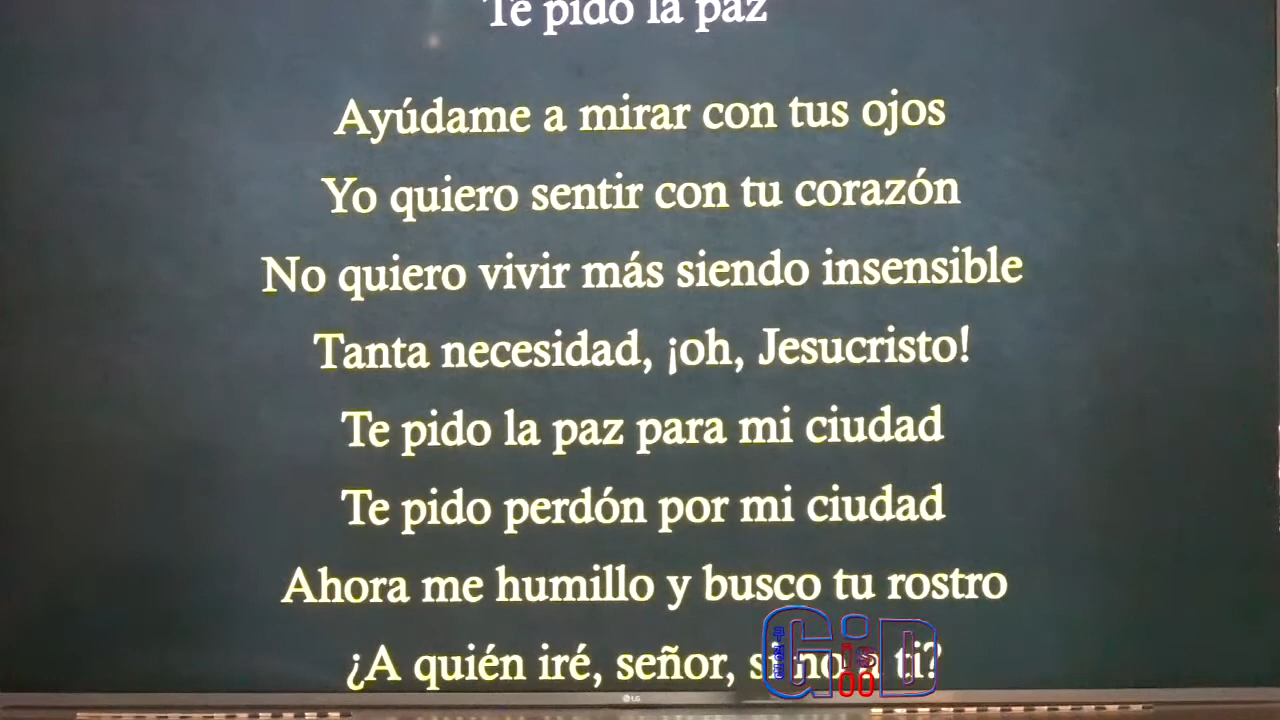 Te pido la paz
Ayúdame a mirar con tus ojos
Yo quiero sentir con tu corazón
No quiero vivir más siendo insensible
Tanta necesidad, ¡oh, Jesucristo!
Te pido la paz para mi ciudad
Te pido perdón por mi ciudad
Ahora me humillo y busco tu rostro
¿A quién iré, señor, si no a ti?
GisD
LG